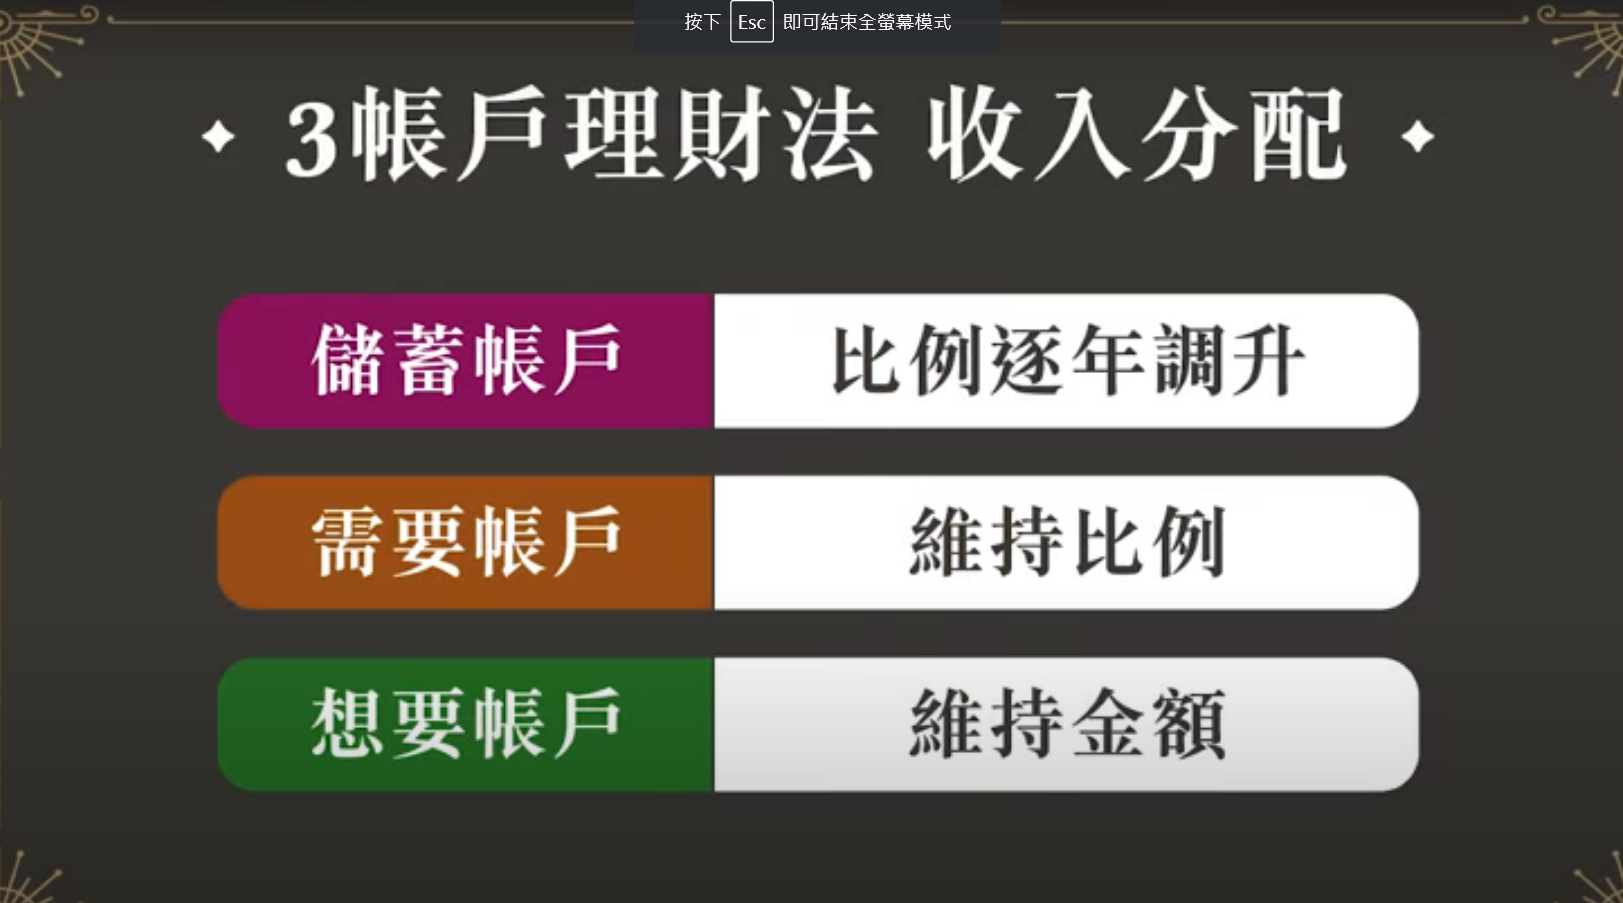 按下 Esc 即可結束全螢幕模式
3帳戶理財法 收入分配
儲蓄帳戶 比例逐年調升
需要帳戶 維持比例
想要帳戶 維持金額